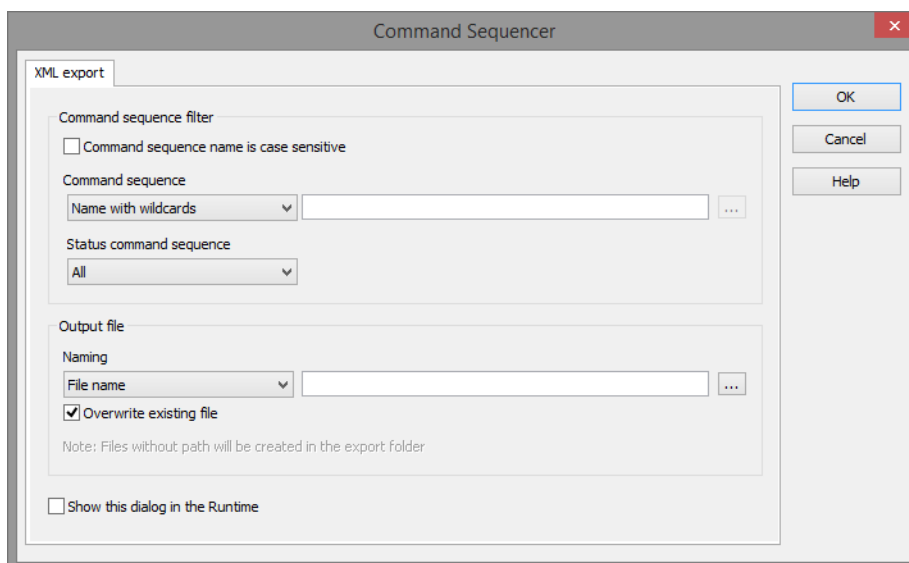 Command Sequencer
XML export
OK
Cancel
Help
Command sequence filter
Command sequence name is case sensitive
Command sequence
Name with wildcards
...
Status command sequence
All
Output file
Naming
File name
...
Overwrite existing file
Note: Files without path will be created in the export folder
Show this dialog in the Runtime